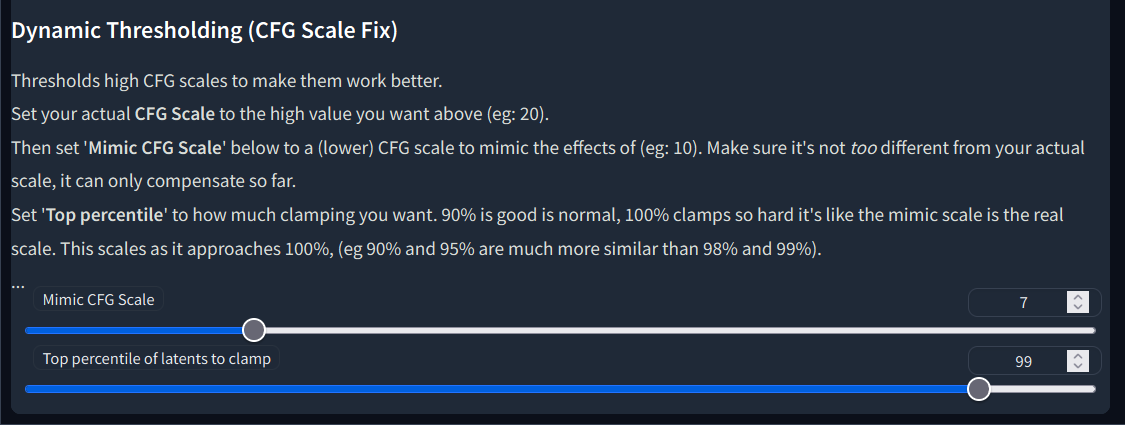 Dynamic Thresholding (CFG Scale Fix)
Thresholds high CFG scales to make them work better.
Set your actual CFG Scale to the high value you want above (eg: 20).
Then set 'Mimic CFG Scale' below to a (lower) CFG scale to mimic the effects of (eg: 10). Make sure it's not too different from your actual
scale, it can only compensate so far.
Set 'Top percentile' to how much clamping you want. 90% is good is normal, 100% clamps so hard it's like the mimic scale is the real
scale. This scales as it approaches 100%, (eg 90% and 95% are much more similar than 98% and 99%).
...
Mimic CFG Scale
7
Top percentile of latents to clamp
99